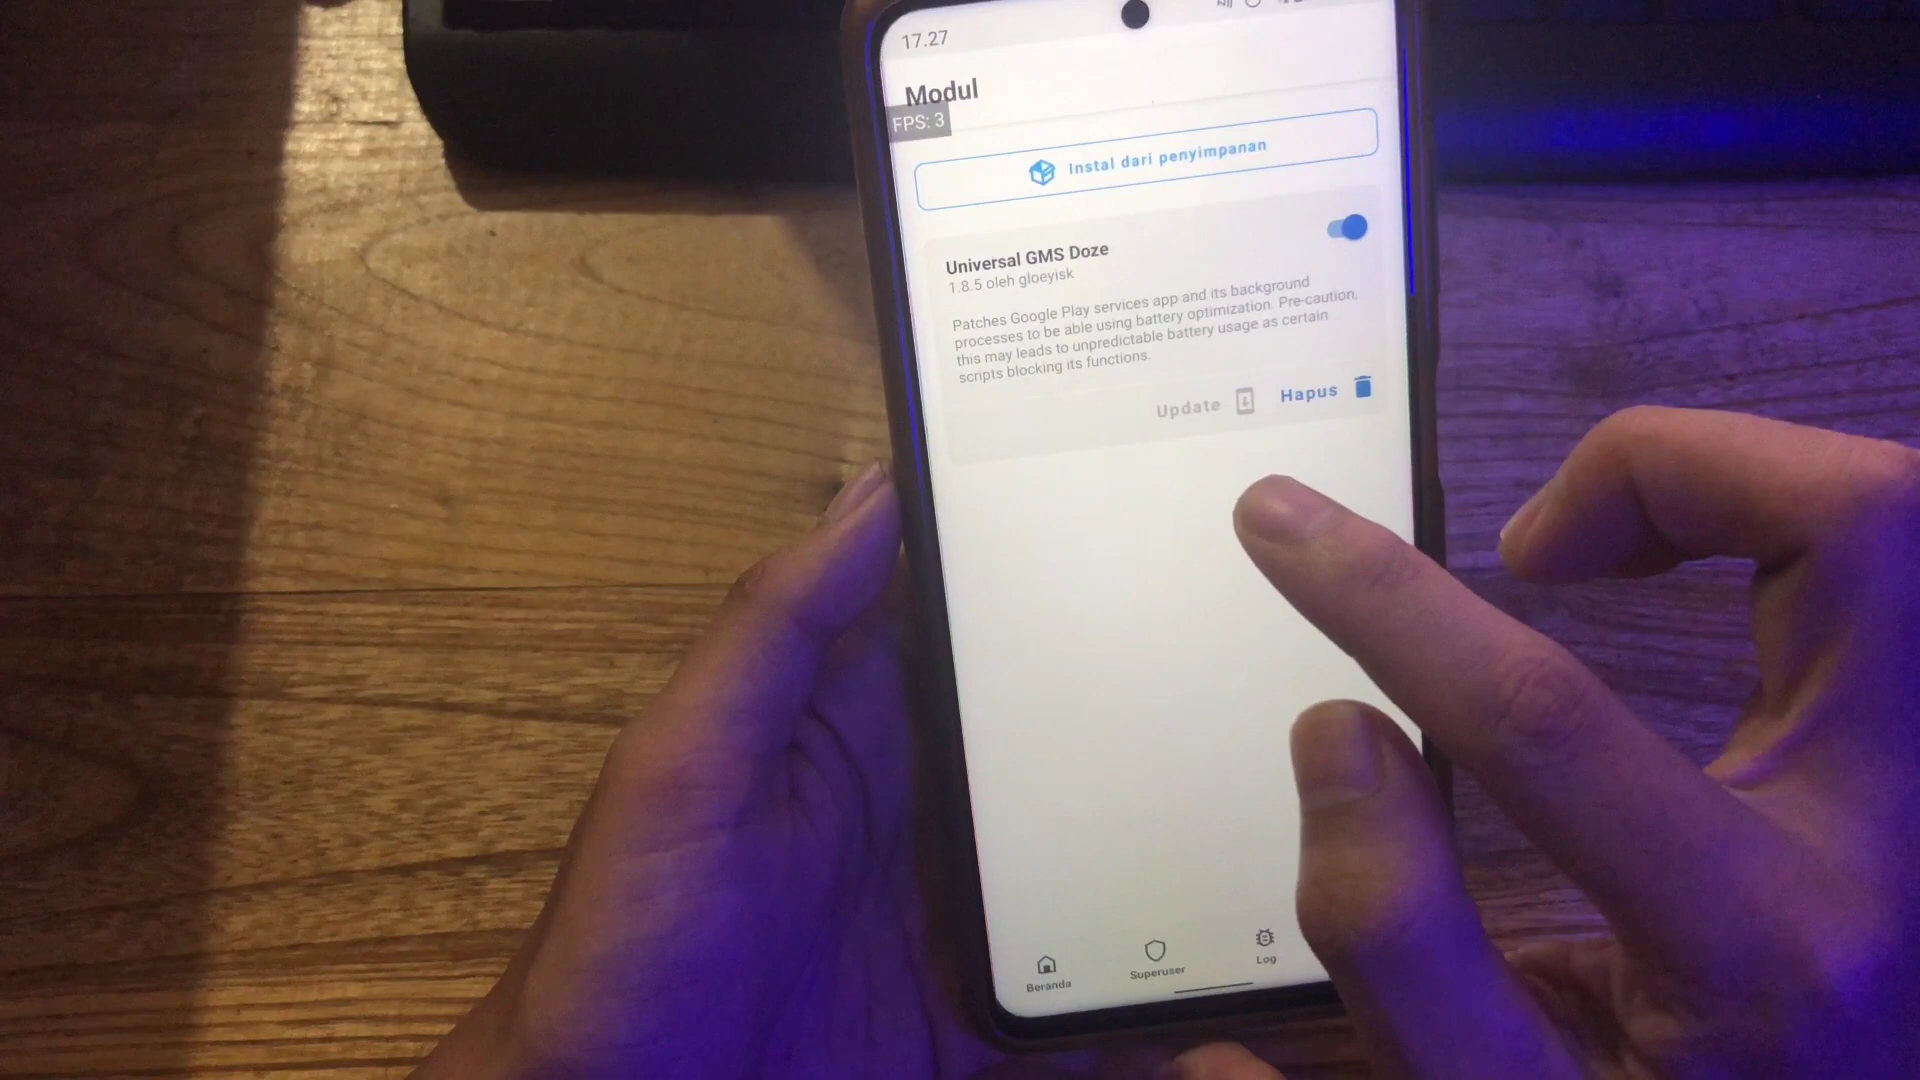 17.27
Modul
FPS: 3
Instal dari penyimpanan
Universal GMS Doze
1.8.5 oleh gloeyisk
Patches Google Play services app and its background
processes to be able using battery optimization. Pre-caution,
this may leads to unpredictable battery usage as certain
scripts blocking its functions.
Update
Hapus
Beranda
Superuser
Log